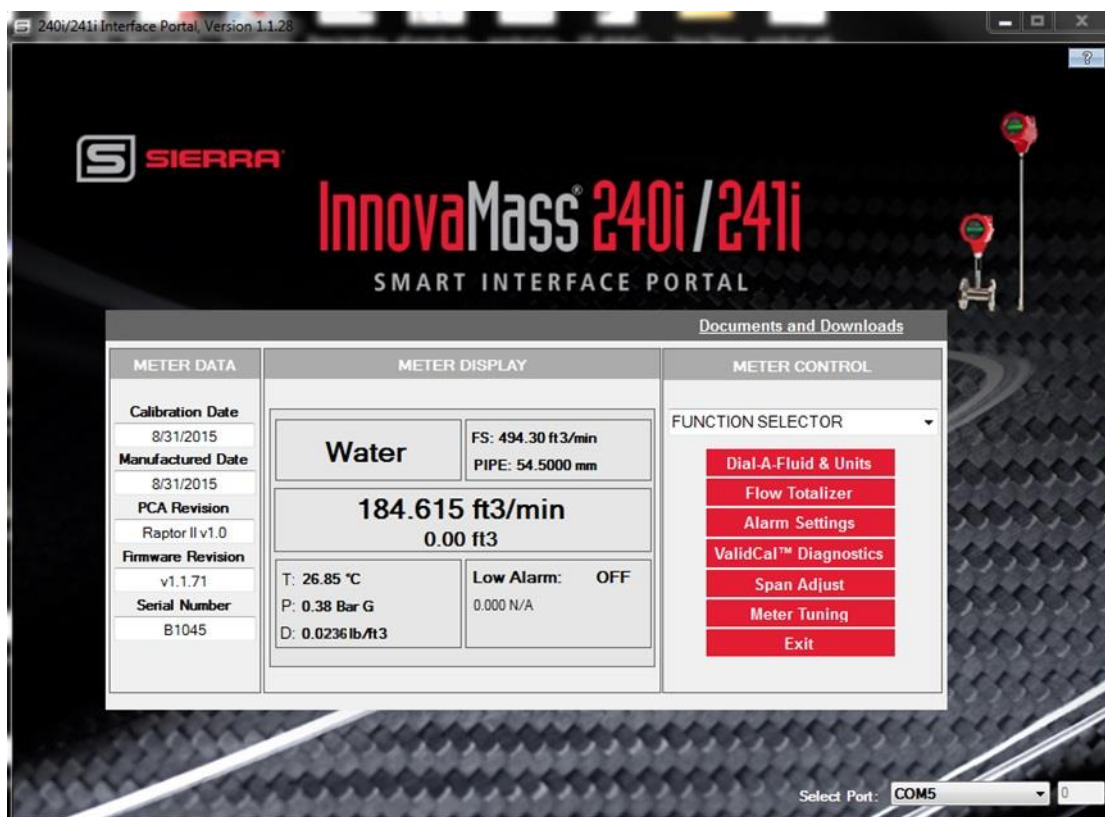 240i/241i Interface Portal, Version 1.1.28
?
S SIERRA®
InnovaMass® 240i/241i
SMART INTERFACE PORTAL
Documents and Downloads
METER DATA
Calibration Date
8/31/2015
Manufactured Date
8/31/2015
PCA Revision
Raptor II v1.0
Firmware Revision
v1.1.71
Serial Number
B1045
METER DISPLAY
Water
FS: 494.30 ft3/min
PIPE: 54.5000 mm
184.615 ft3/min
0.00 ft3
T: 26.85 °C
P: 0.38 Bar G
D: 0.0236 lb/ft3
Low Alarm: OFF
0.000 N/A
METER CONTROL
FUNCTION SELECTOR
Dial-A-Fluid & Units
Flow Totalizer
Alarm Settings
ValidCal™ Diagnostics
Span Adjust
Meter Tuning
Exit
Select Port: COM5 0